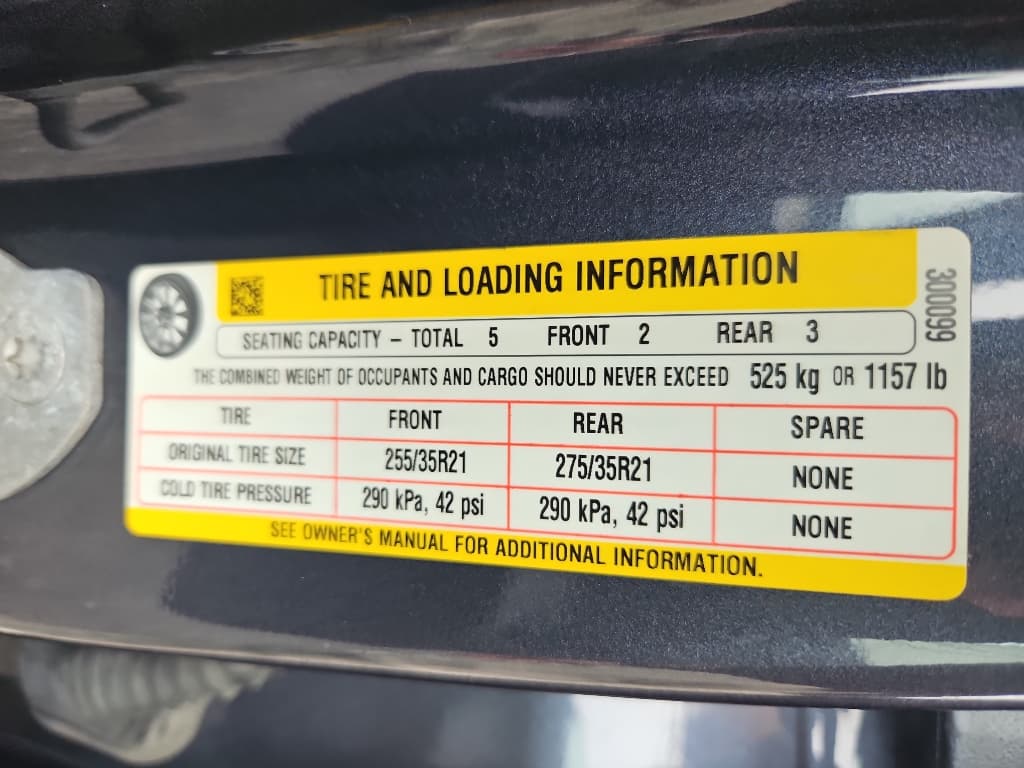 TIRE AND LOADING INFORMATION
3000099
SEATING CAPACITY – TOTAL 5 FRONT 2 REAR 3
THE COMBINED WEIGHT OF OCCUPANTS AND CARGO SHOULD NEVER EXCEED 525 kg OR 1157 lb
TIRE FRONT REAR SPARE
ORIGINAL TIRE SIZE 255/35R21 275/35R21 NONE
COLD TIRE PRESSURE 290 kPa, 42 psi 290 kPa, 42 psi NONE
SEE OWNER'S MANUAL FOR ADDITIONAL INFORMATION.